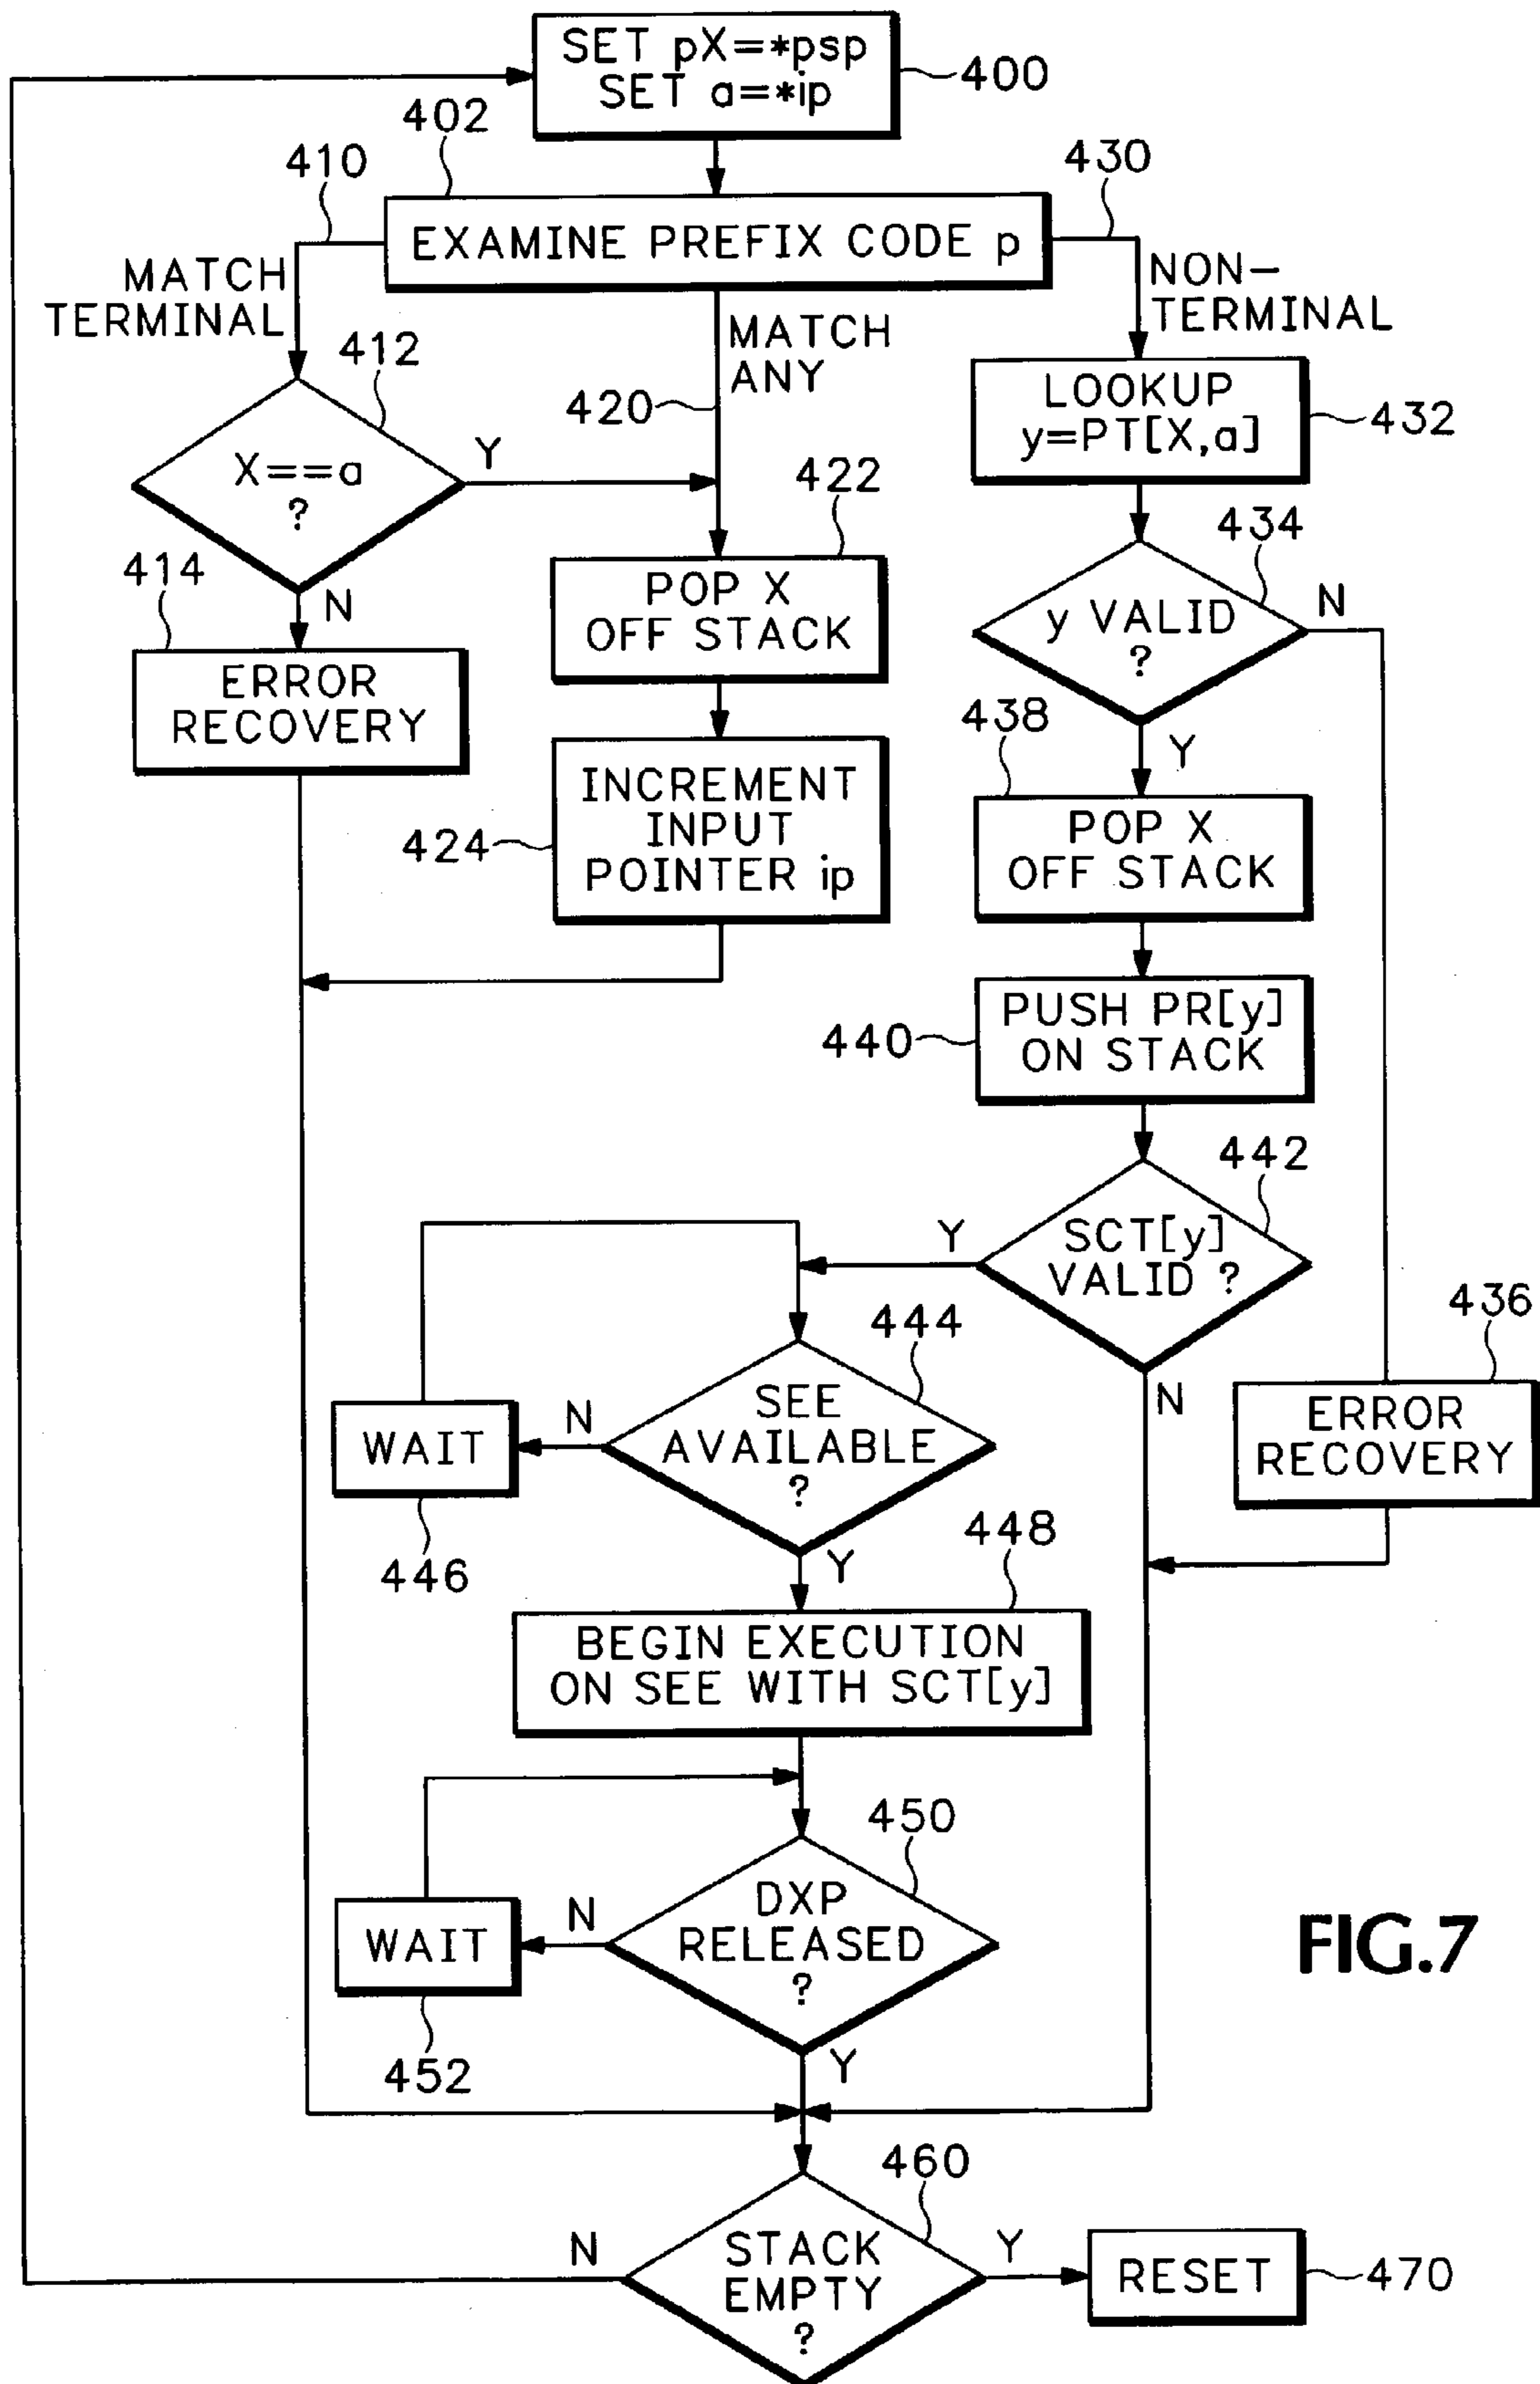 SET pX=*psp
SET a=*ip
400
402
410
430
EXAMINE PREFIX CODE p
MATCH
TERMINAL
MATCH
ANY
NON-
TERMINAL
412
420
LOOKUP
y=PT[X,a]
432
X==a
?
Y
N
422
POP X
OFF STACK
434
y VALID
?
N
Y
414
ERROR
RECOVERY
438
POP X
OFF STACK
INCREMENT
INPUT
POINTER ip
424
PUSH PR[y]
ON STACK
440
442
SCT[y]
VALID ?
Y
N
436
ERROR
RECOVERY
444
SEE
AVAILABLE
?
N
Y
WAIT
446
448
BEGIN EXECUTION
ON SEE WITH SCT[y]
450
DXP
RELEASED
?
N
Y
WAIT
452
FIG.7
460
STACK
EMPTY
?
N
Y
RESET
470